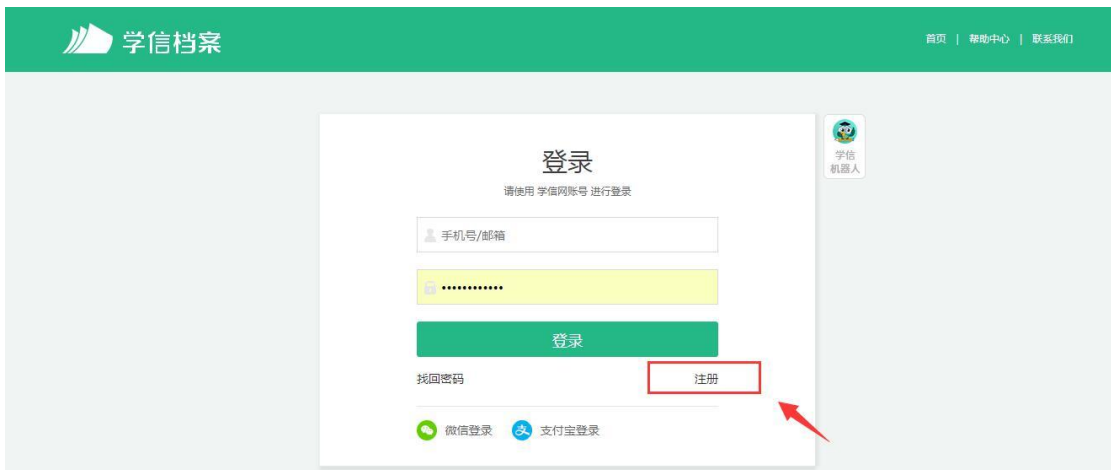 学信档案
首页 | 帮助中心 | 联系我们
登录
请使用 学信网账号 进行登录
学信
机器人
手机号/邮箱
••••••••••••
登录
找回密码 注册
微信登录 支付宝登录